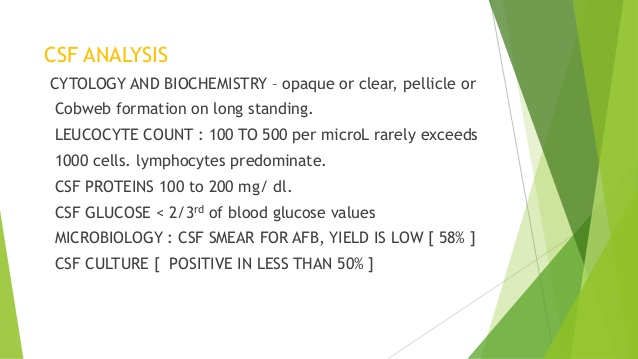 CSF ANALYSIS
CYTOLOGY AND BIOCHEMISTRY – opaque or clear, pellicle or
Cobweb formation on long standing.
LEUCOCYTE COUNT : 100 TO 500 per microL rarely exceeds
1000 cells. lymphocytes predominate.
CSF PROTEINS 100 to 200 mg/ dl.
CSF GLUCOSE < 2/3rd of blood glucose values
MICROBIOLOGY : CSF SMEAR FOR AFB, YIELD IS LOW [ 58% ]
CSF CULTURE [  POSITIVE IN LESS THAN 50% ]